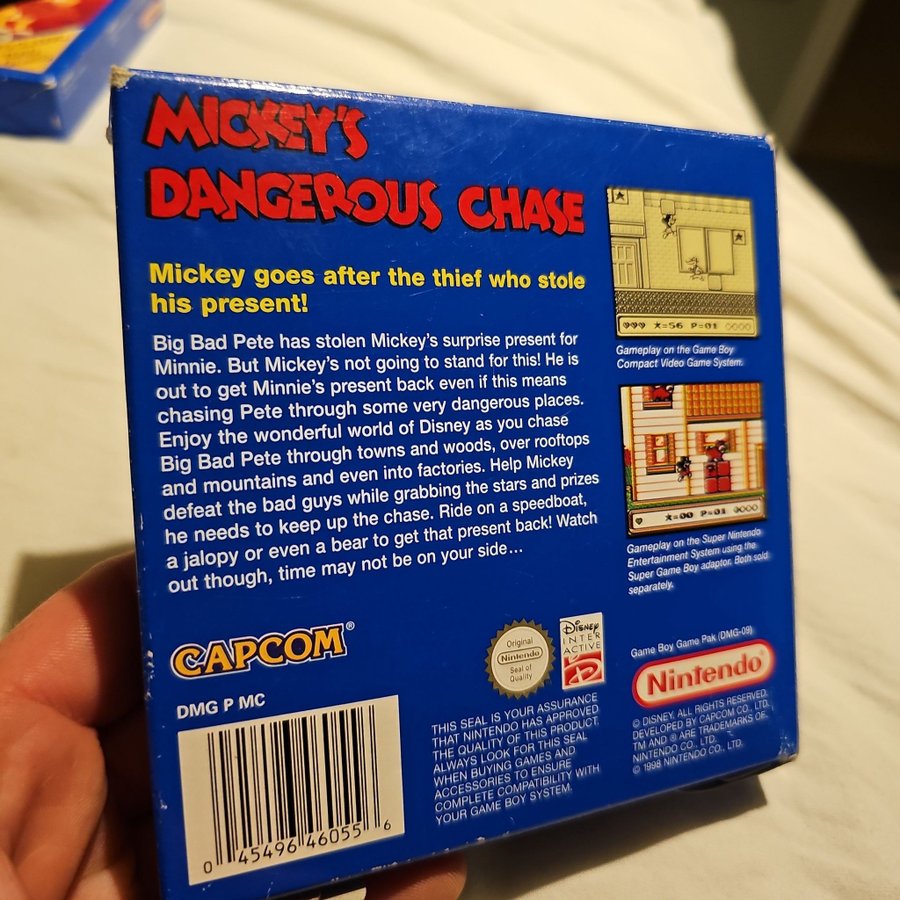 MICKEY'S
DANGEROUS CHASE
Mickey goes after the thief who stole
his present!
Big Bad Pete has stolen Mickey's surprise present for
Minnie. But Mickey's not going to stand for this! He is
out to get Minnie's present back even if this means
chasing Pete through some very dangerous places.
Enjoy the wonderful world of Disney as you chase
Big Bad Pete through towns and woods, over rooftops
and mountains and even into factories. Help Mickey
defeat the bad guys while grabbing the stars and prizes
he needs to keep up the chase. Ride on a speedboat,
a jalopy or even a bear to get that present back! Watch
out though, time may not be on your side...
★=56 P=01
Gameplay on the Game Boy
Compact Video Game System.
★=00 P=01
Gameplay on the Super Nintendo
Entertainment System using the
Super Game Boy adaptor. Both sold
separately.
CAPCOM®
DMG P MC
0 45496 46055 6
Original
Nintendo
Seal of
Quality
DISNEY
INTER
ACTIVE
THIS SEAL IS YOUR ASSURANCE
THAT NINTENDO HAS APPROVED
THE QUALITY OF THIS PRODUCT.
ALWAYS LOOK FOR THIS SEAL
WHEN BUYING GAMES AND
ACCESSORIES TO ENSURE
COMPLETE COMPATIBILITY WITH
YOUR GAME BOY SYSTEM.
Game Boy Game Pak (DMG-09)
Nintendo®
© DISNEY. ALL RIGHTS RESERVED.
DEVELOPED BY CAPCOM CO., LTD.
TM AND ® ARE TRADEMARKS OF
NINTENDO CO., LTD.
© 1998 NINTENDO CO., LTD.